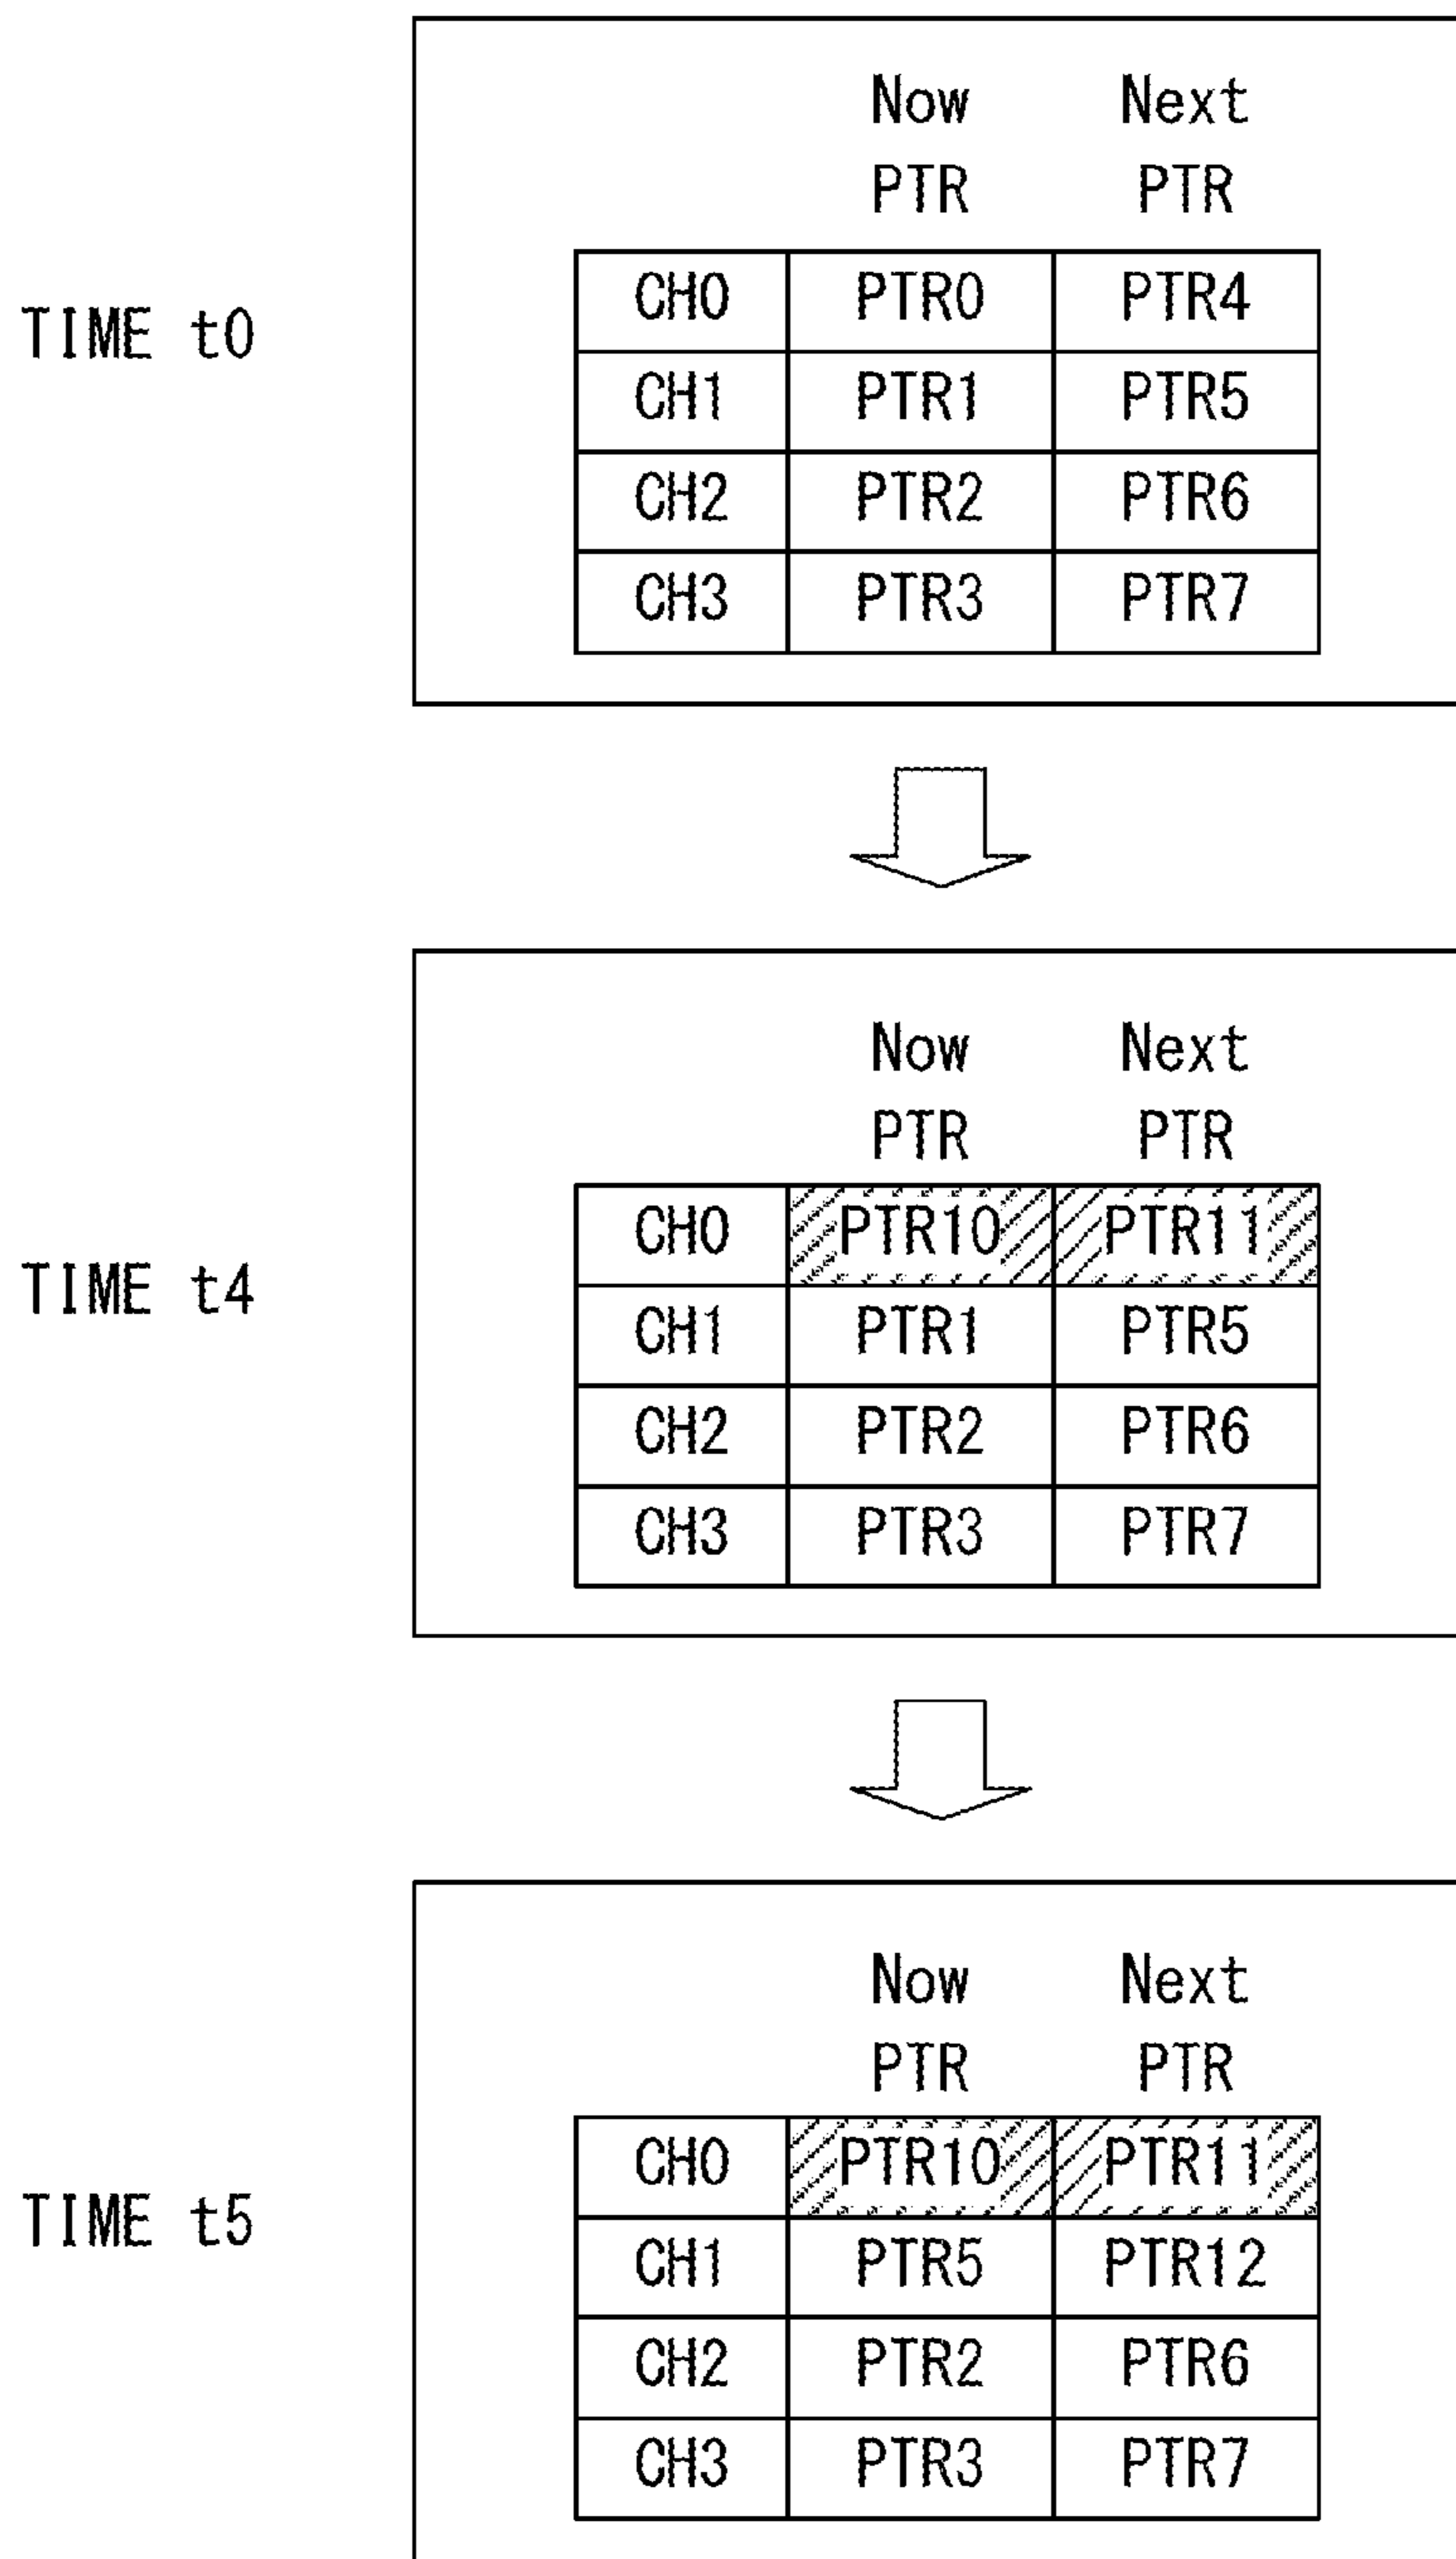 Now Next
PTR PTR
TIME t0
CH0 PTR0 PTR4
CH1 PTR1 PTR5
CH2 PTR2 PTR6
CH3 PTR3 PTR7
Now Next
PTR PTR
TIME t4
CH0 PTR10 PTR11
CH1 PTR1 PTR5
CH2 PTR2 PTR6
CH3 PTR3 PTR7
Now Next
PTR PTR
TIME t5
CH0 PTR10 PTR11
CH1 PTR5 PTR12
CH2 PTR2 PTR6
CH3 PTR3 PTR7